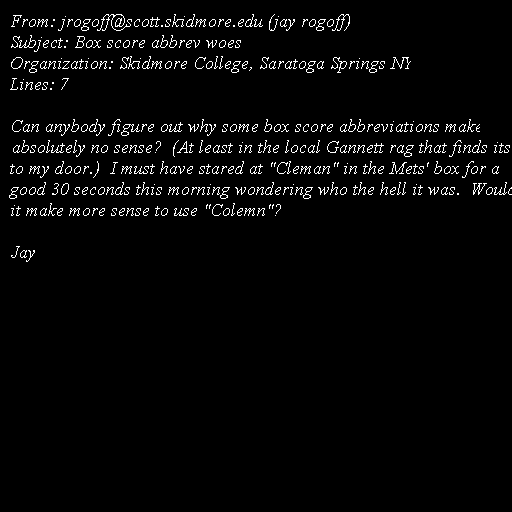 From: jrogoff@scott.skidmore.edu (jay rogoff)
Subject: Box score abbrev woes
Organization: Skidmore College, Saratoga Springs NY
Lines: 7

Can anybody figure out why some box score abbreviations make
absolutely no sense?  (At least in the local Gannett rag that finds its
to my door.)  I must have stared at "Cleman" in the Mets' box for a
good 30 seconds this morning wondering who the hell it was.  Would
it make more sense to use "Colemn"?

Jay